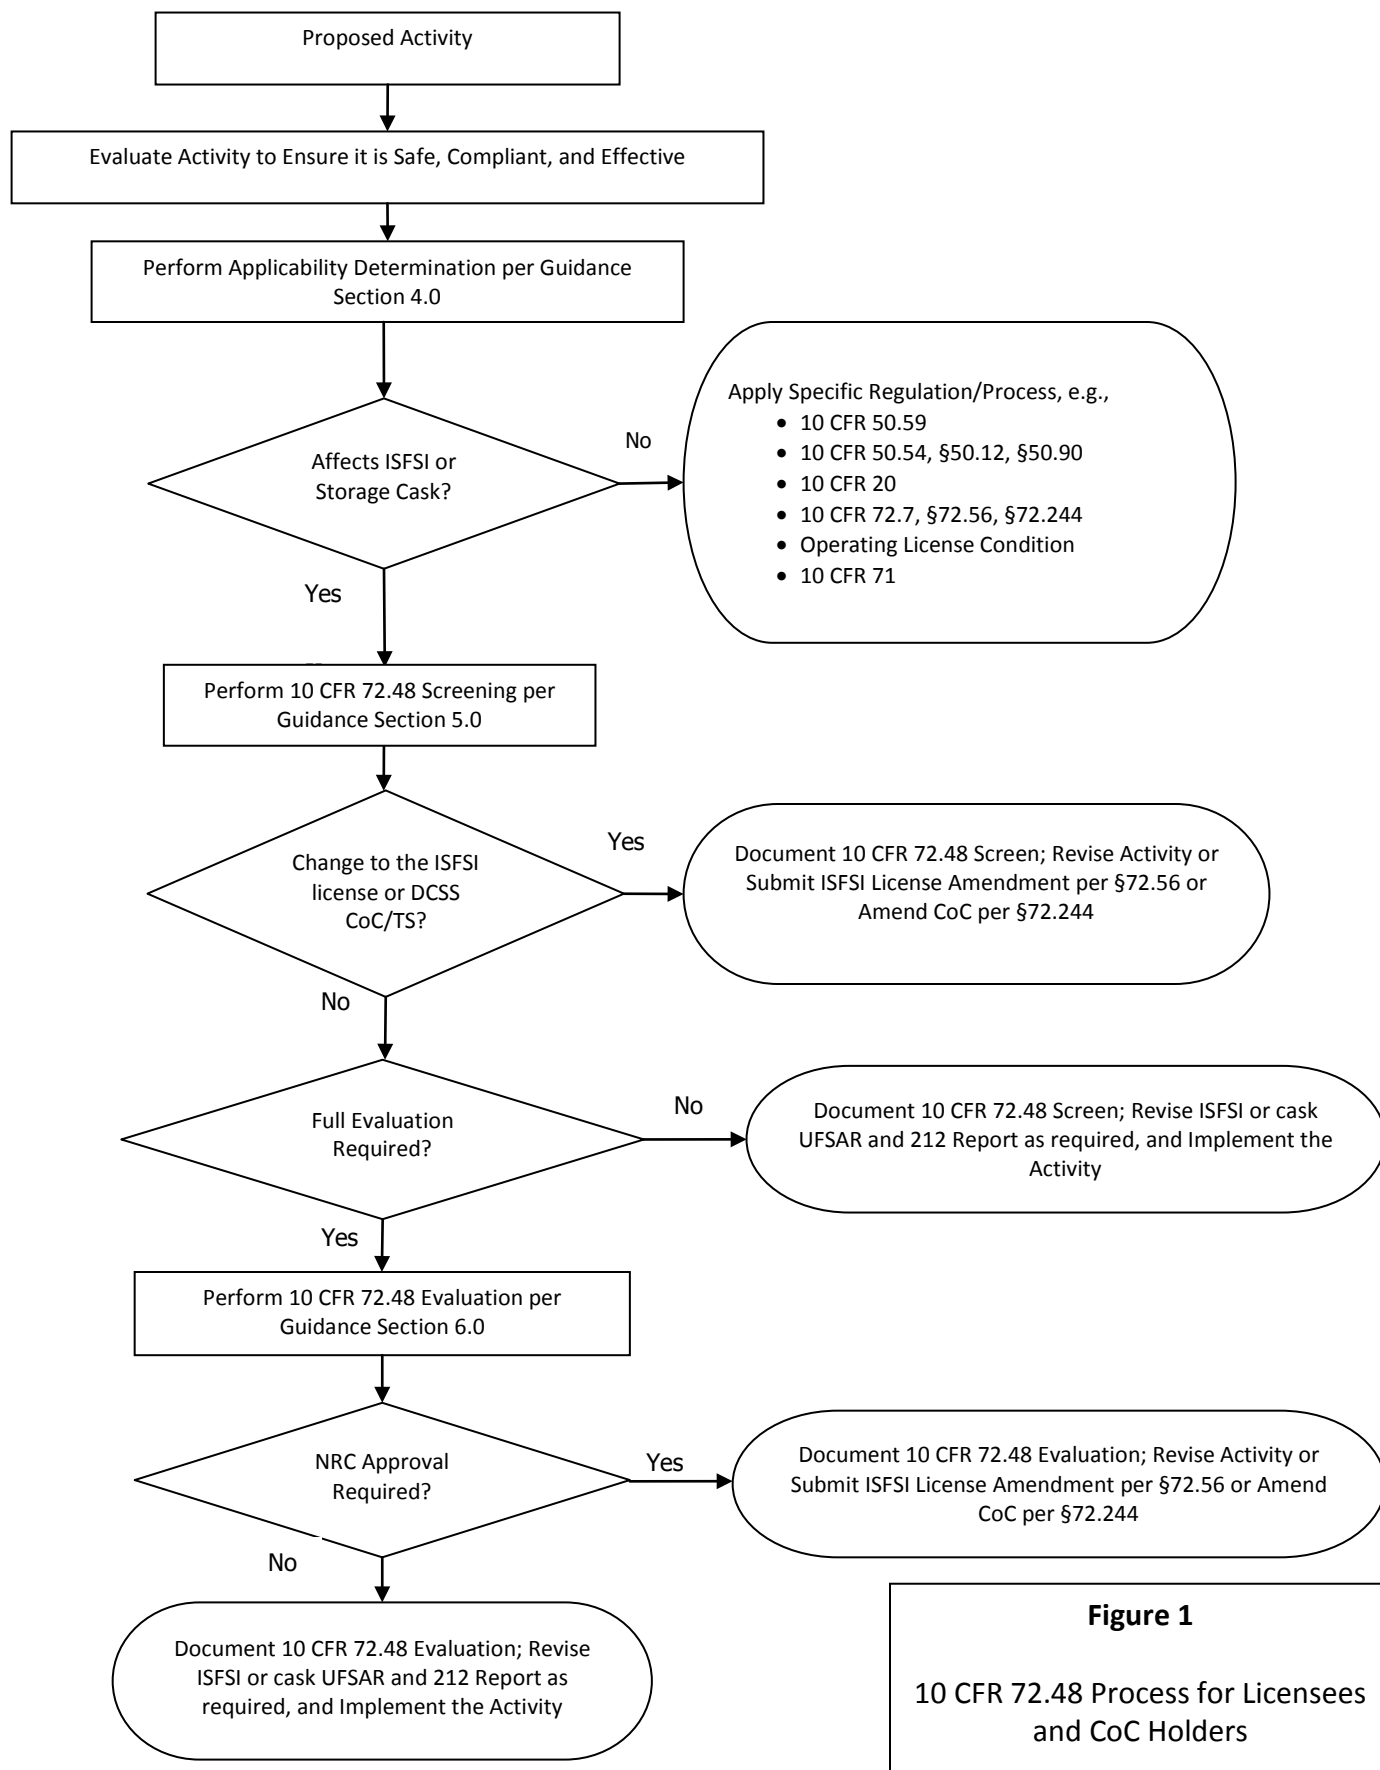 Proposed Activity
Evaluate Activity to Ensure it is Safe, Compliant, and Effective
Perform Applicability Determination per Guidance
Section 4.0
Affects ISFSI or
Storage Cask?
No
Apply Specific Regulation/Process, e.g.,
• 10 CFR 50.59
• 10 CFR 50.54, §50.12, §50.90
• 10 CFR 20
• 10 CFR 72.7, §72.56, §72.244
• Operating License Condition
• 10 CFR 71
Yes
Perform 10 CFR 72.48 Screening per
Guidance Section 5.0
Change to the ISFSI
license or DCSS
CoC/TS?
Yes
Document 10 CFR 72.48 Screen; Revise Activity or
Submit ISFSI License Amendment per §72.56 or
Amend CoC per §72.244
No
Full Evaluation
Required?
No
Document 10 CFR 72.48 Screen; Revise ISFSI or cask
UFSAR and 212 Report as required, and Implement the
Activity
Yes
Perform 10 CFR 72.48 Evaluation per
Guidance Section 6.0
NRC Approval
Required?
Yes
Document 10 CFR 72.48 Evaluation; Revise Activity or
Submit ISFSI License Amendment per §72.56 or Amend
CoC per §72.244
No
Document 10 CFR 72.48 Evaluation; Revise
ISFSI or cask UFSAR and 212 Report as
required, and Implement the Activity
Figure 1
10 CFR 72.48 Process for Licensees
and CoC Holders